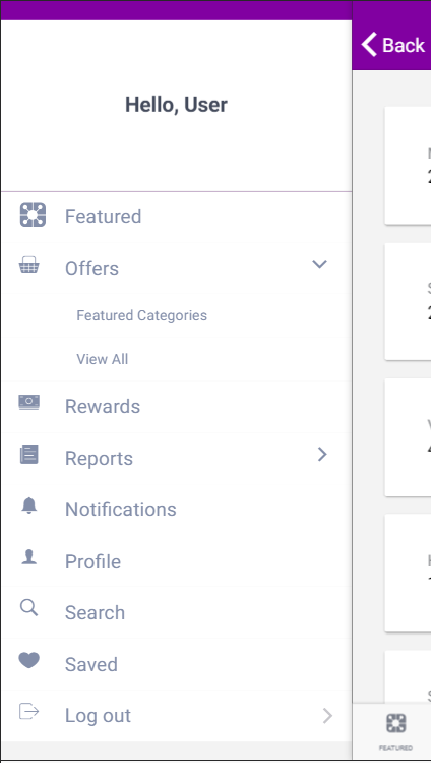 Hello, User
Back
Featured
Offers
Featured Categories
View All
Rewards
Reports
Notifications
Profile
Search
Saved
Log out
FEATURED